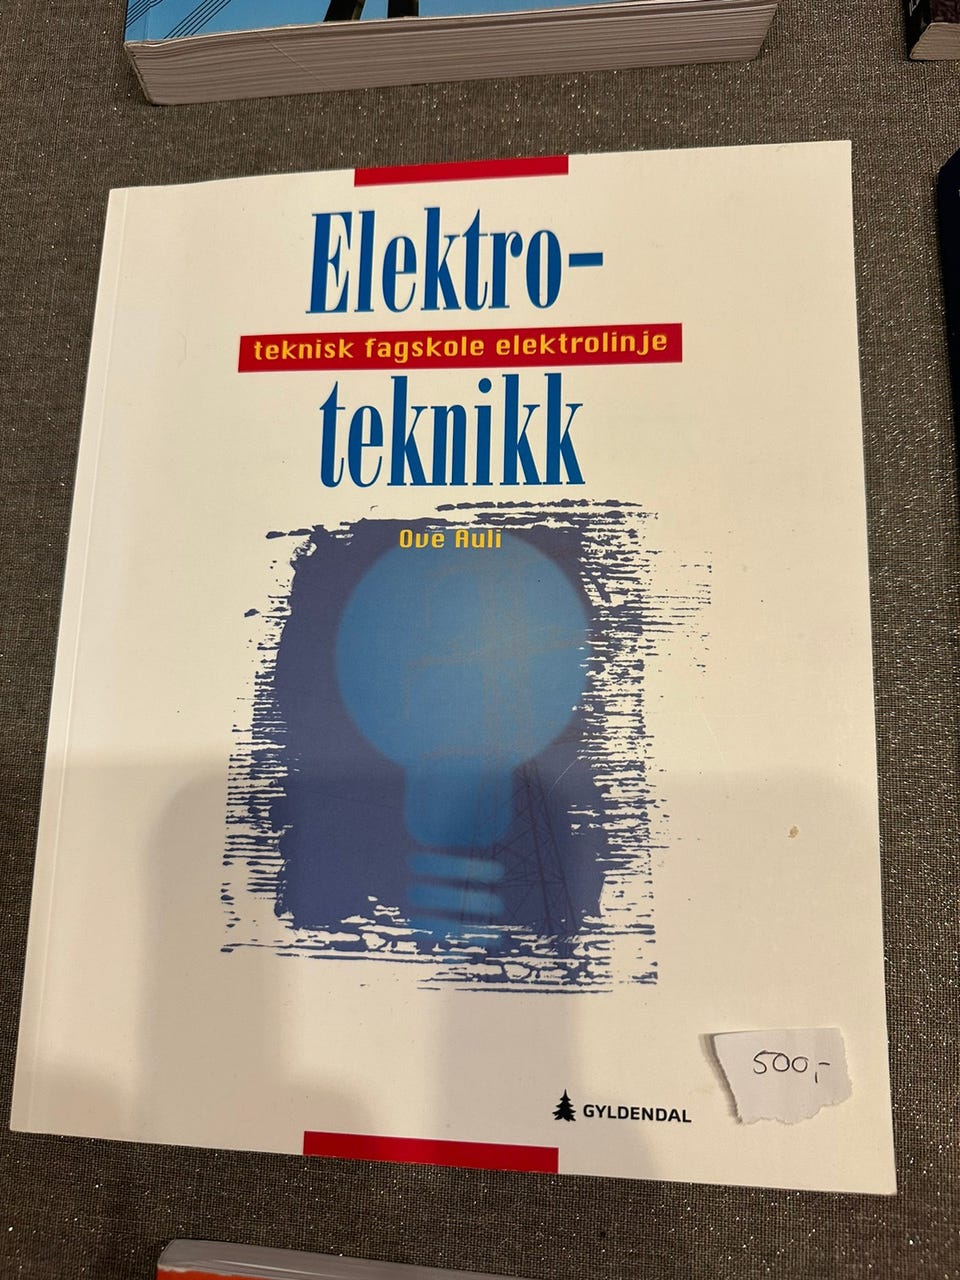 Elektro-
teknisk fagskole elektrolinje
teknikk
Ove Auli
GYLDENDAL
500,-